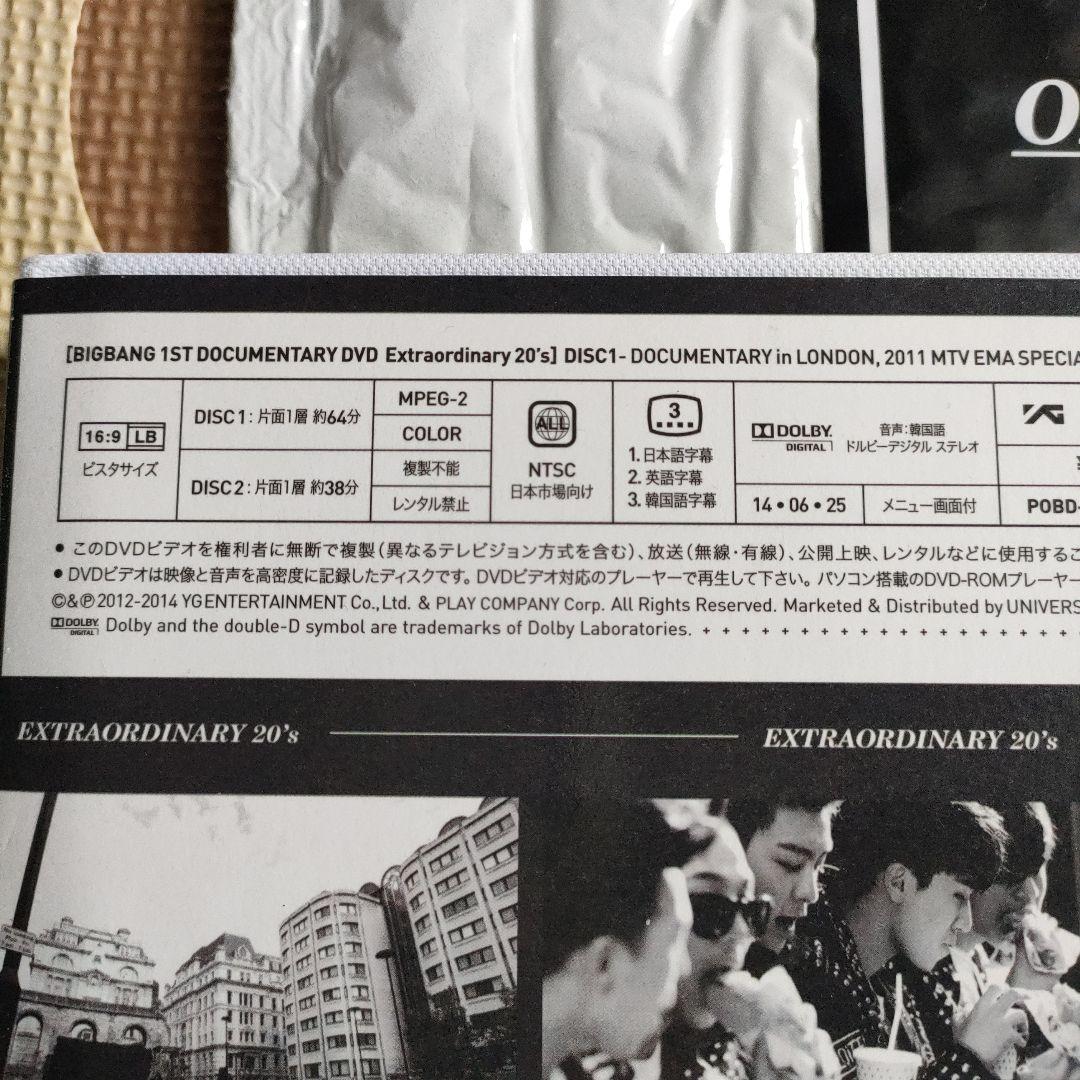 [BIGBANG 1ST DOCUMENTARY DVD Extraordinary 20's] DISC1- DOCUMENTARY in LONDON, 2011 MTV EMA
16:9 LB
ビスタサイズ
DISC 1 : 片面1層 約64分
DISC 2 : 片面1層 約38分
MPEG-2
COLOR
複製不能
レンタル禁止
ALL
NTSC
日本市場向け
3
1. 日本語字幕
2. 英語字幕
3. 韓国語字幕
DOLBY
DIGITAL
音声:韓国語
ドルビーデジタル ステレオ
14・06・25
メニュー画面付
YG
POBD-
● このDVDビデオを権利者に無断で複製(異なるテレビジョン方式を含む)、放送(無線・有線)、公開上映、レンタルなどに使用するこ
● DVDビデオは映像と音声を高密度に記録したディスクです。DVDビデオ対応のプレーヤーで再生して下さい。パソコン搭載のDVD-ROMプレーヤー
©&℗ 2012-2014 YG ENTERTAINMENT Co., Ltd. & PLAY COMPANY Corp. All Rights Reserved. Marketed & Distributed by
DOLBY DIGITAL Dolby and the double-D symbol are trademarks of Dolby Laboratories. + + + + + + + + + + + + + + + + +
EXTRAORDINARY 20's
EXTRAORDINARY 20's